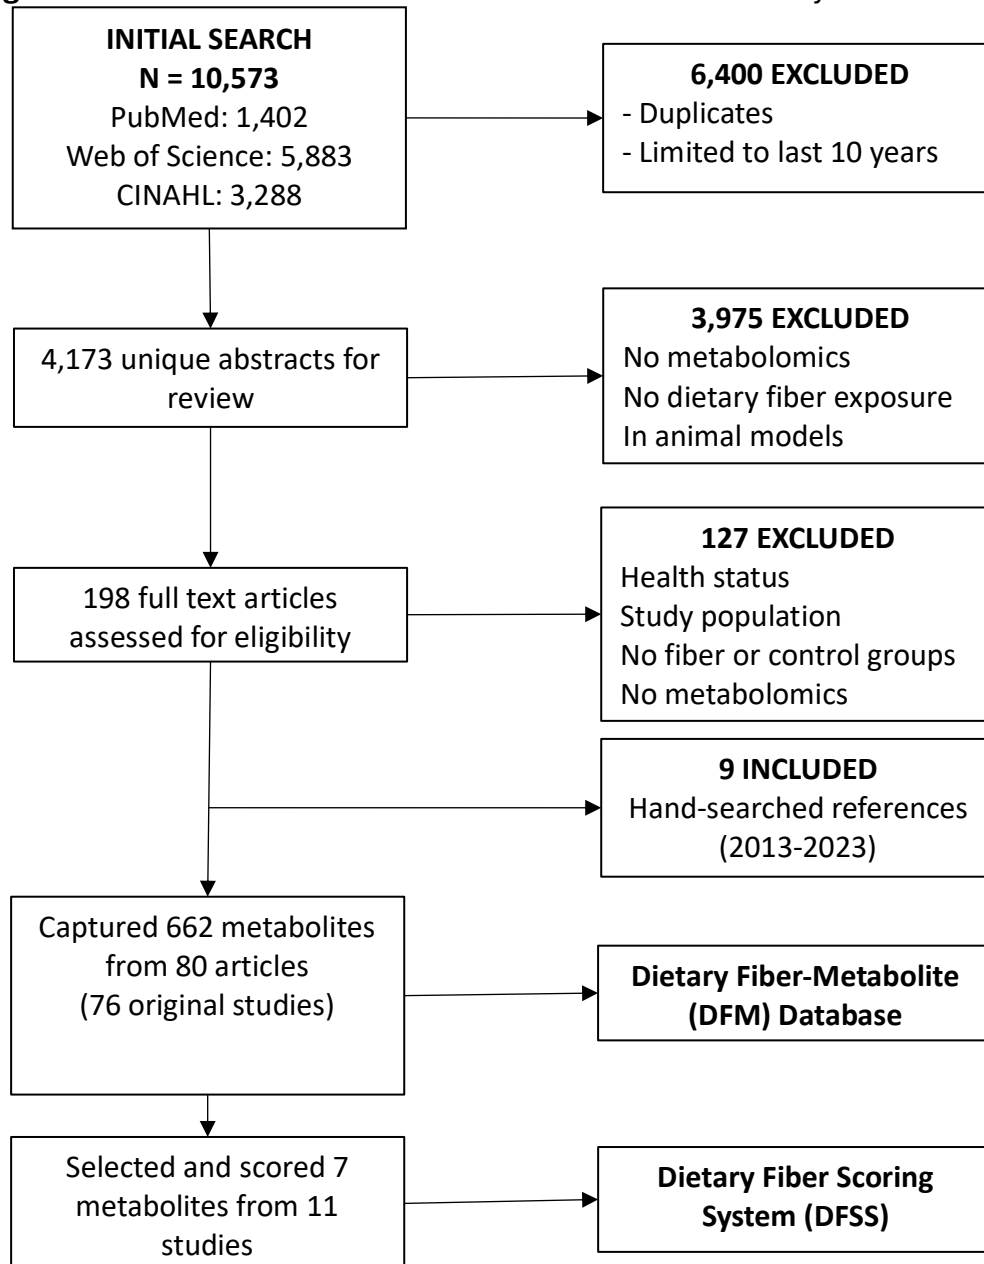 INITIAL SEARCH
N = 10,573
PubMed: 1,402
Web of Science: 5,883
CINAHL: 3,288
6,400 EXCLUDED
- Duplicates
- Limited to last 10 years
4,173 unique abstracts for
review
3,975 EXCLUDED
No metabolomics
No dietary fiber exposure
In animal models
198 full text articles
assessed for eligibility
127 EXCLUDED
Health status
Study population
No fiber or control groups
No metabolomics
9 INCLUDED
Hand-searched references
(2013-2023)
Captured 662 metabolites
from 80 articles
(76 original studies)
Dietary Fiber-Metabolite
(DFM) Database
Selected and scored 7
metabolites from 11
studies
Dietary Fiber Scoring
System (DFSS)